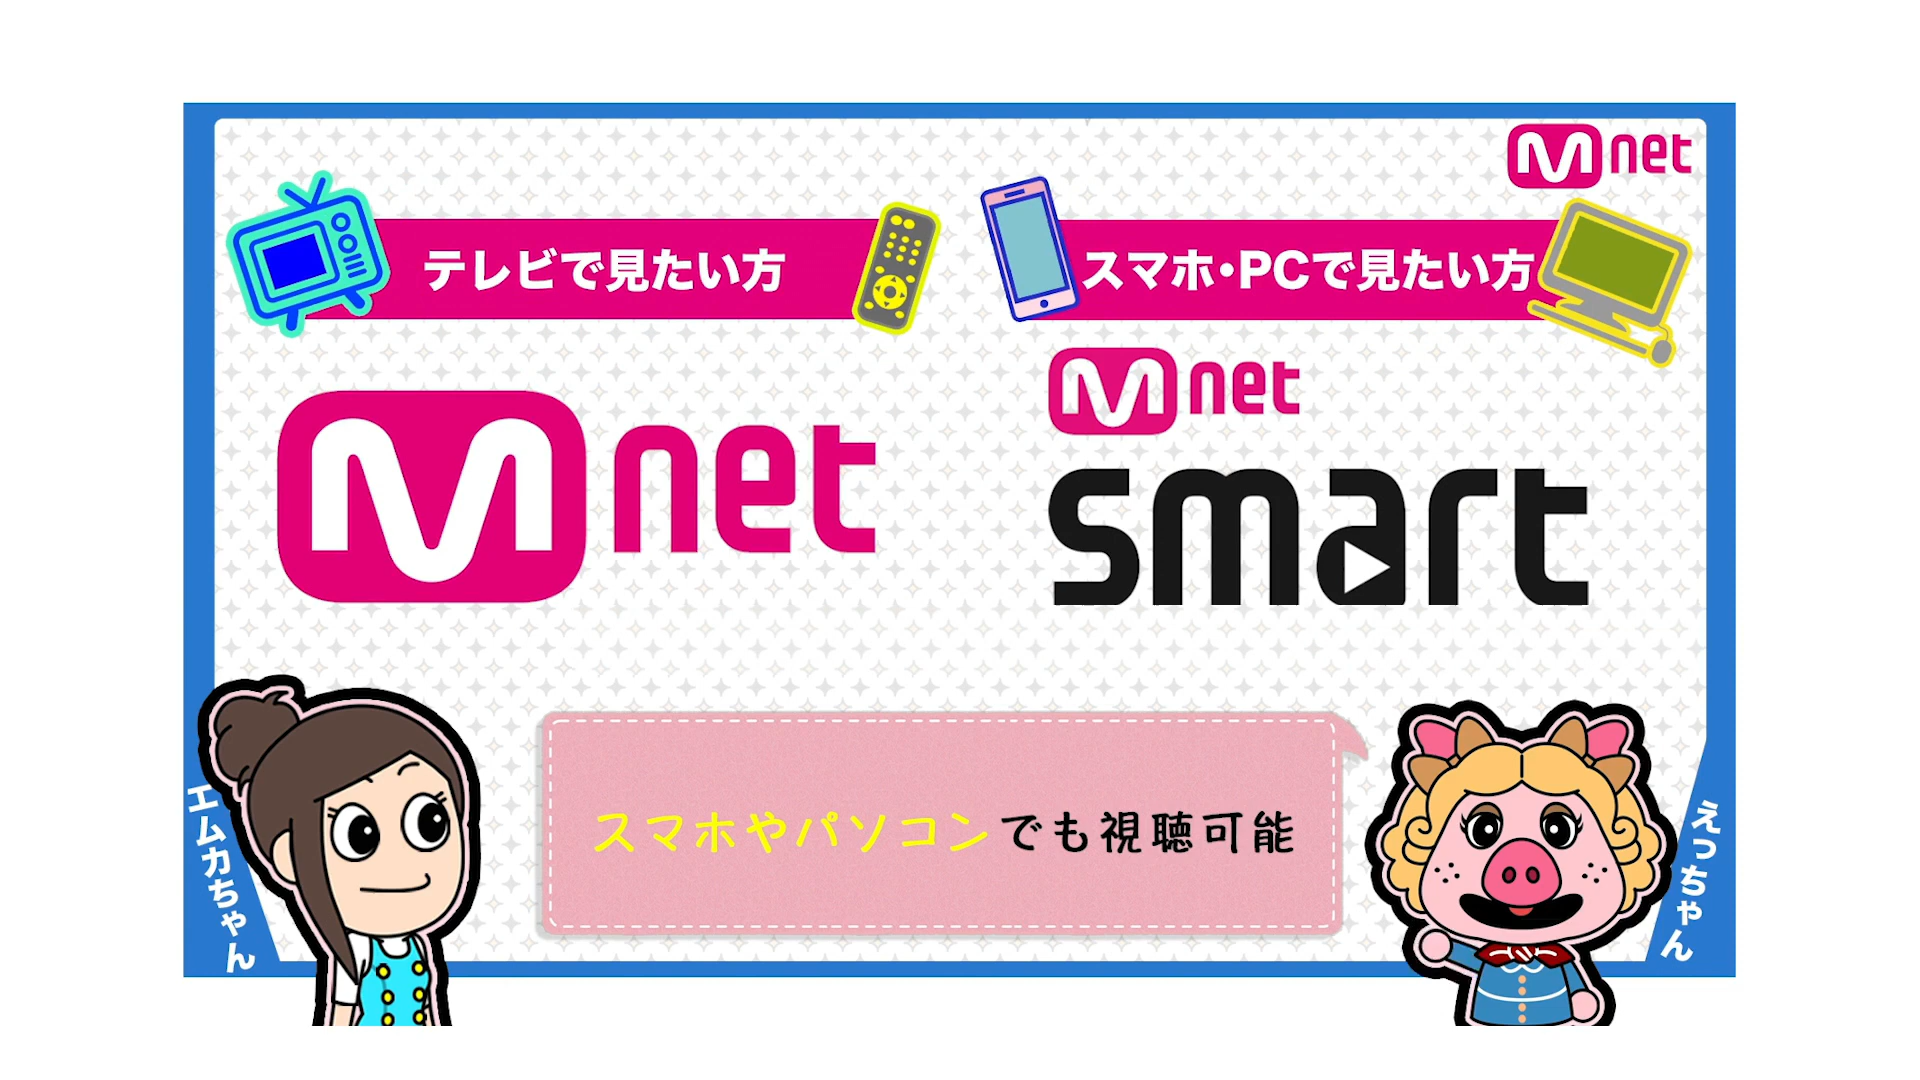 Mnet
テレビで見たい方
スマホ・PCで見たい方
Mnet
Mnet
smart
スマホやパソコンでも視聴可能
エムカちゃん
えっちゃん